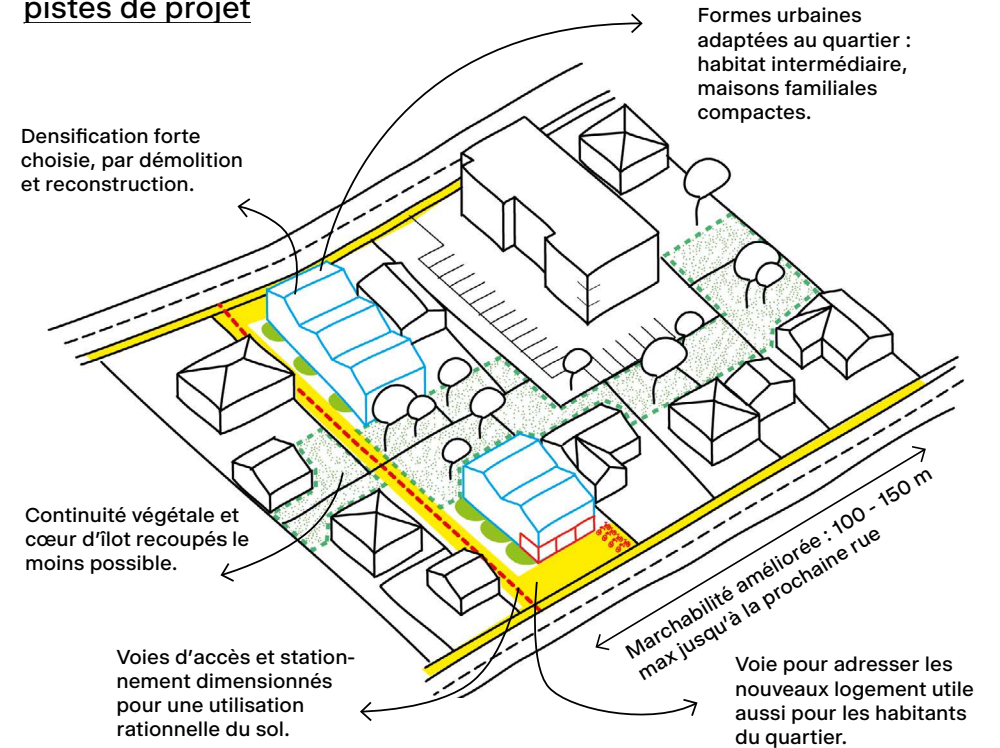 pistes de projet
Formes urbaines
adaptées au quartier :
habitat intermédiaire,
maisons familiales
compactes.
Densification forte
choisie, par démolition
et reconstruction.
Continuité végétale et
cœur d’îlot recoupés le
moins possible.
Marchabilité améliorée : 100 - 150 m
max jusqu’à la prochaine rue
Voies d’accès et station-
nement dimensionnés
pour une utilisation
rationnelle du sol.
Voie pour adresser les
nouveaux logement utile
aussi pour les habitants
du quartier.